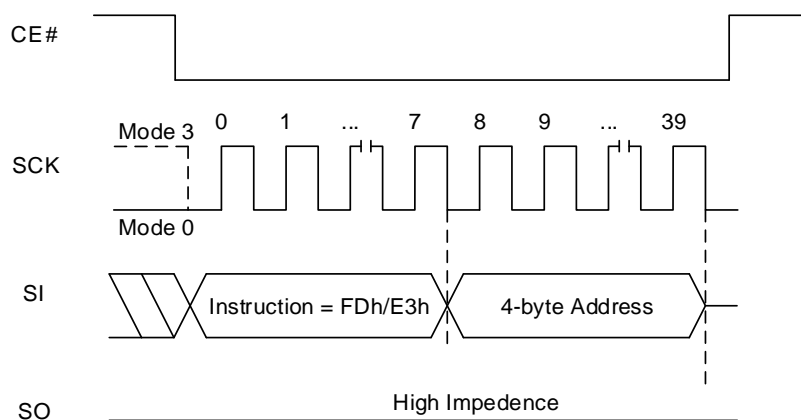 CE#
0 1 ... 7 8 9 ... 39
Mode 3
SCK
Mode 0
SI
Instruction = FDh/E3h
4-byte Address
High Impedence
SO